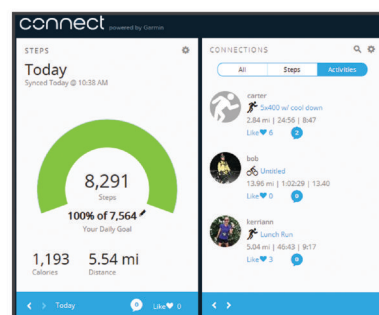 connect powered by Garmin
STEPS
Today
Synced Today @ 10:38 AM
8,291
Steps
100% of 7,564
Your Daily Goal
1,193
Calories
5.54 mi
Distance
< > Today
0
Like 0
CONNECTIONS
All
Steps
Activities
carter
5x400 w/ cool down
2.84 mi | 24:56 | 8:47
Like 6
2
bob
Untitled
13.96 mi | 1:02:29 | 13.40
Like 0
0
kerriann
Lunch Run
5.04 mi | 46:43 | 9:17
Like 3
0
< >